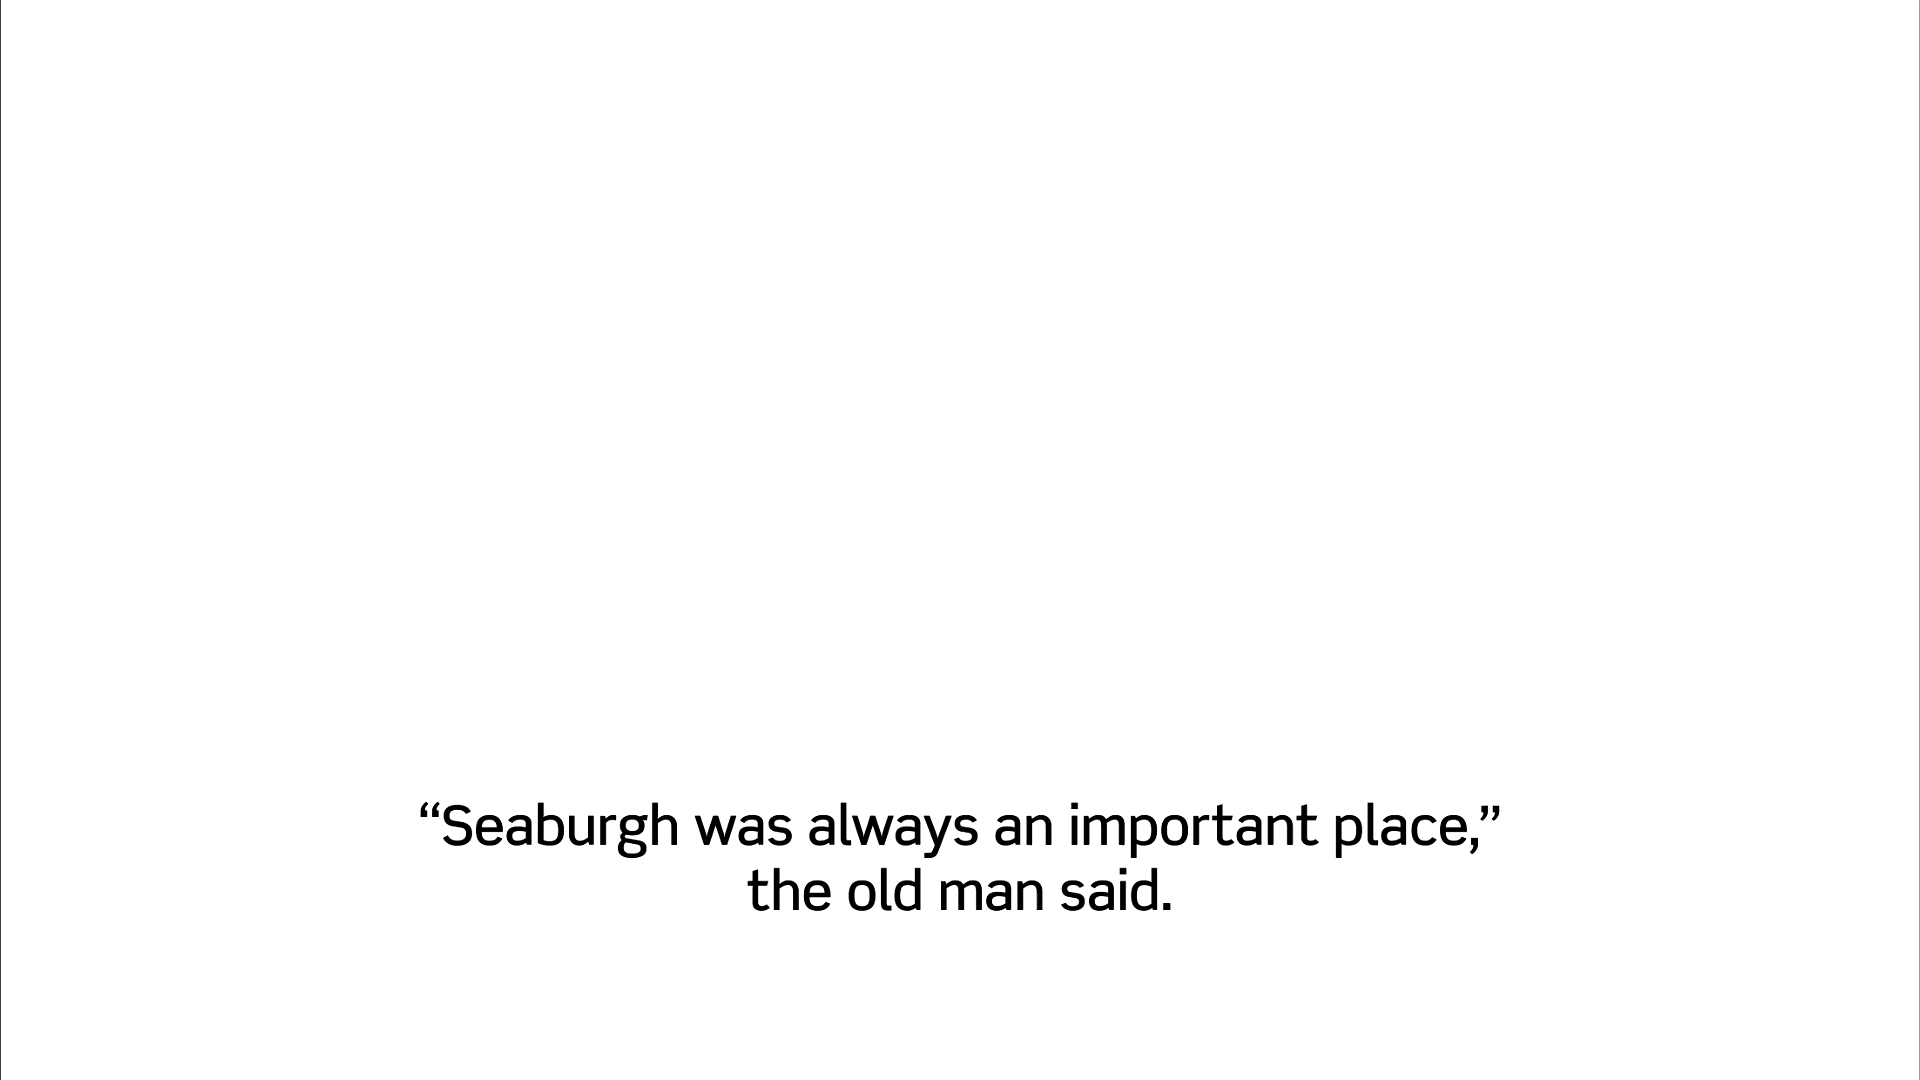 “Seaburgh was always an important place,”
the old man said.